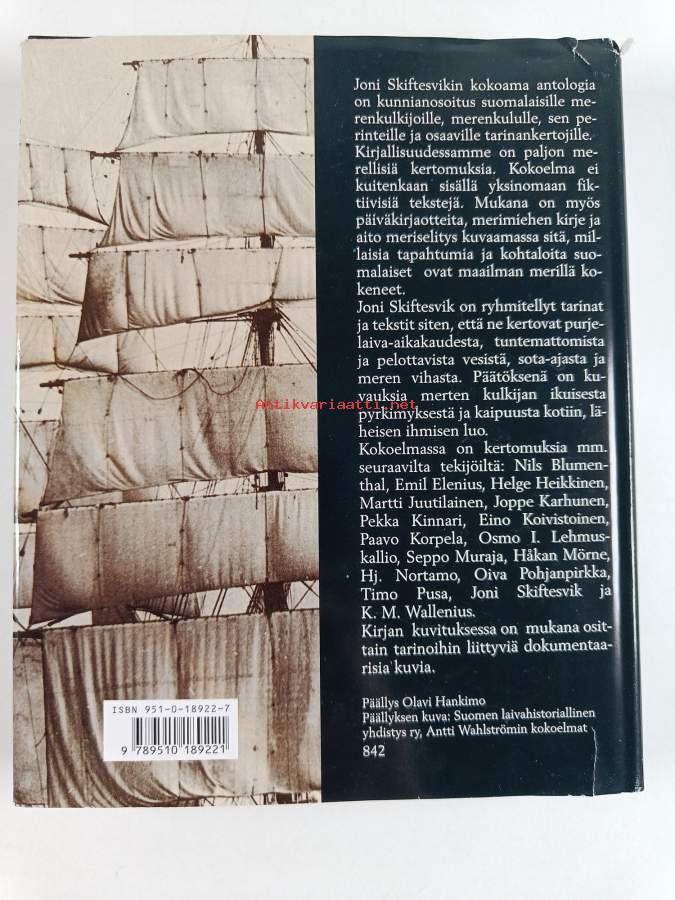 Joni Skiftesvikin kokoama antologia
on kunnianosoitus suomalaisille me-
renkulkijoille, merenkululle, sen pe-
rinteille ja osaaville tarinankertojille.
Kirjallisuudessamme on paljon me-
rellisiä kertomuksia. Kokoelma ei
kuitenkaan sisällä yksinomaan fik-
tiivisiä tekstejä. Mukana on myös
päiväkirjaotteita, merimiehen kirje ja
aito meriselitys kuvaamassa sitä, mil-
laisia tapahtumia ja kohtaloita suo-
malaiset ovat maailman merillä ko-
keneet.
Joni Skiftesvik on ryhmitellyt tarinat
ja tekstit siten, että ne kertovat purje-
laiva-aikakaudesta, tuntemattomista
ja pelottavista vesistä, sota-ajasta ja
meren vihasta. Päätöksenä on ku-
vauksia merten kulkijan ikuisesta
pyrkimyksestä ja kaipuusta kotiin, lä-
heisen ihmisen luo.
Kokoelmassa on kertomuksia mm.
seuraavilta tekijöiltä: Nils Blumen-
thal, Emil Elenius, Helge Heikkinen,
Martti Juutilainen, Joppe Karhunen,
Pekka Kinnari, Eino Koivistoinen,
Paavo Korpela, Osmo I. Lehmus-
kallio, Seppo Muraja, Håkan Mörne,
Hj. Nortamo, Oiva Pohjanpirkka,
Timo Pusa, Joni Skiftesvik ja
K. M. Wallenius.
Kirjan kuvituksessa on mukana osit-
tain tarinoihin liittyviä dokumentaa-
risia kuvia.
Päällys Olavi Hankimo
Päällyksen kuva: Suomen laivahistoriallinen
yhdistys ry, Antti Wahlströmin kokoelmat
842
ISBN 951-0-18922-7
9 789510 189221
Antikvariaatti.net